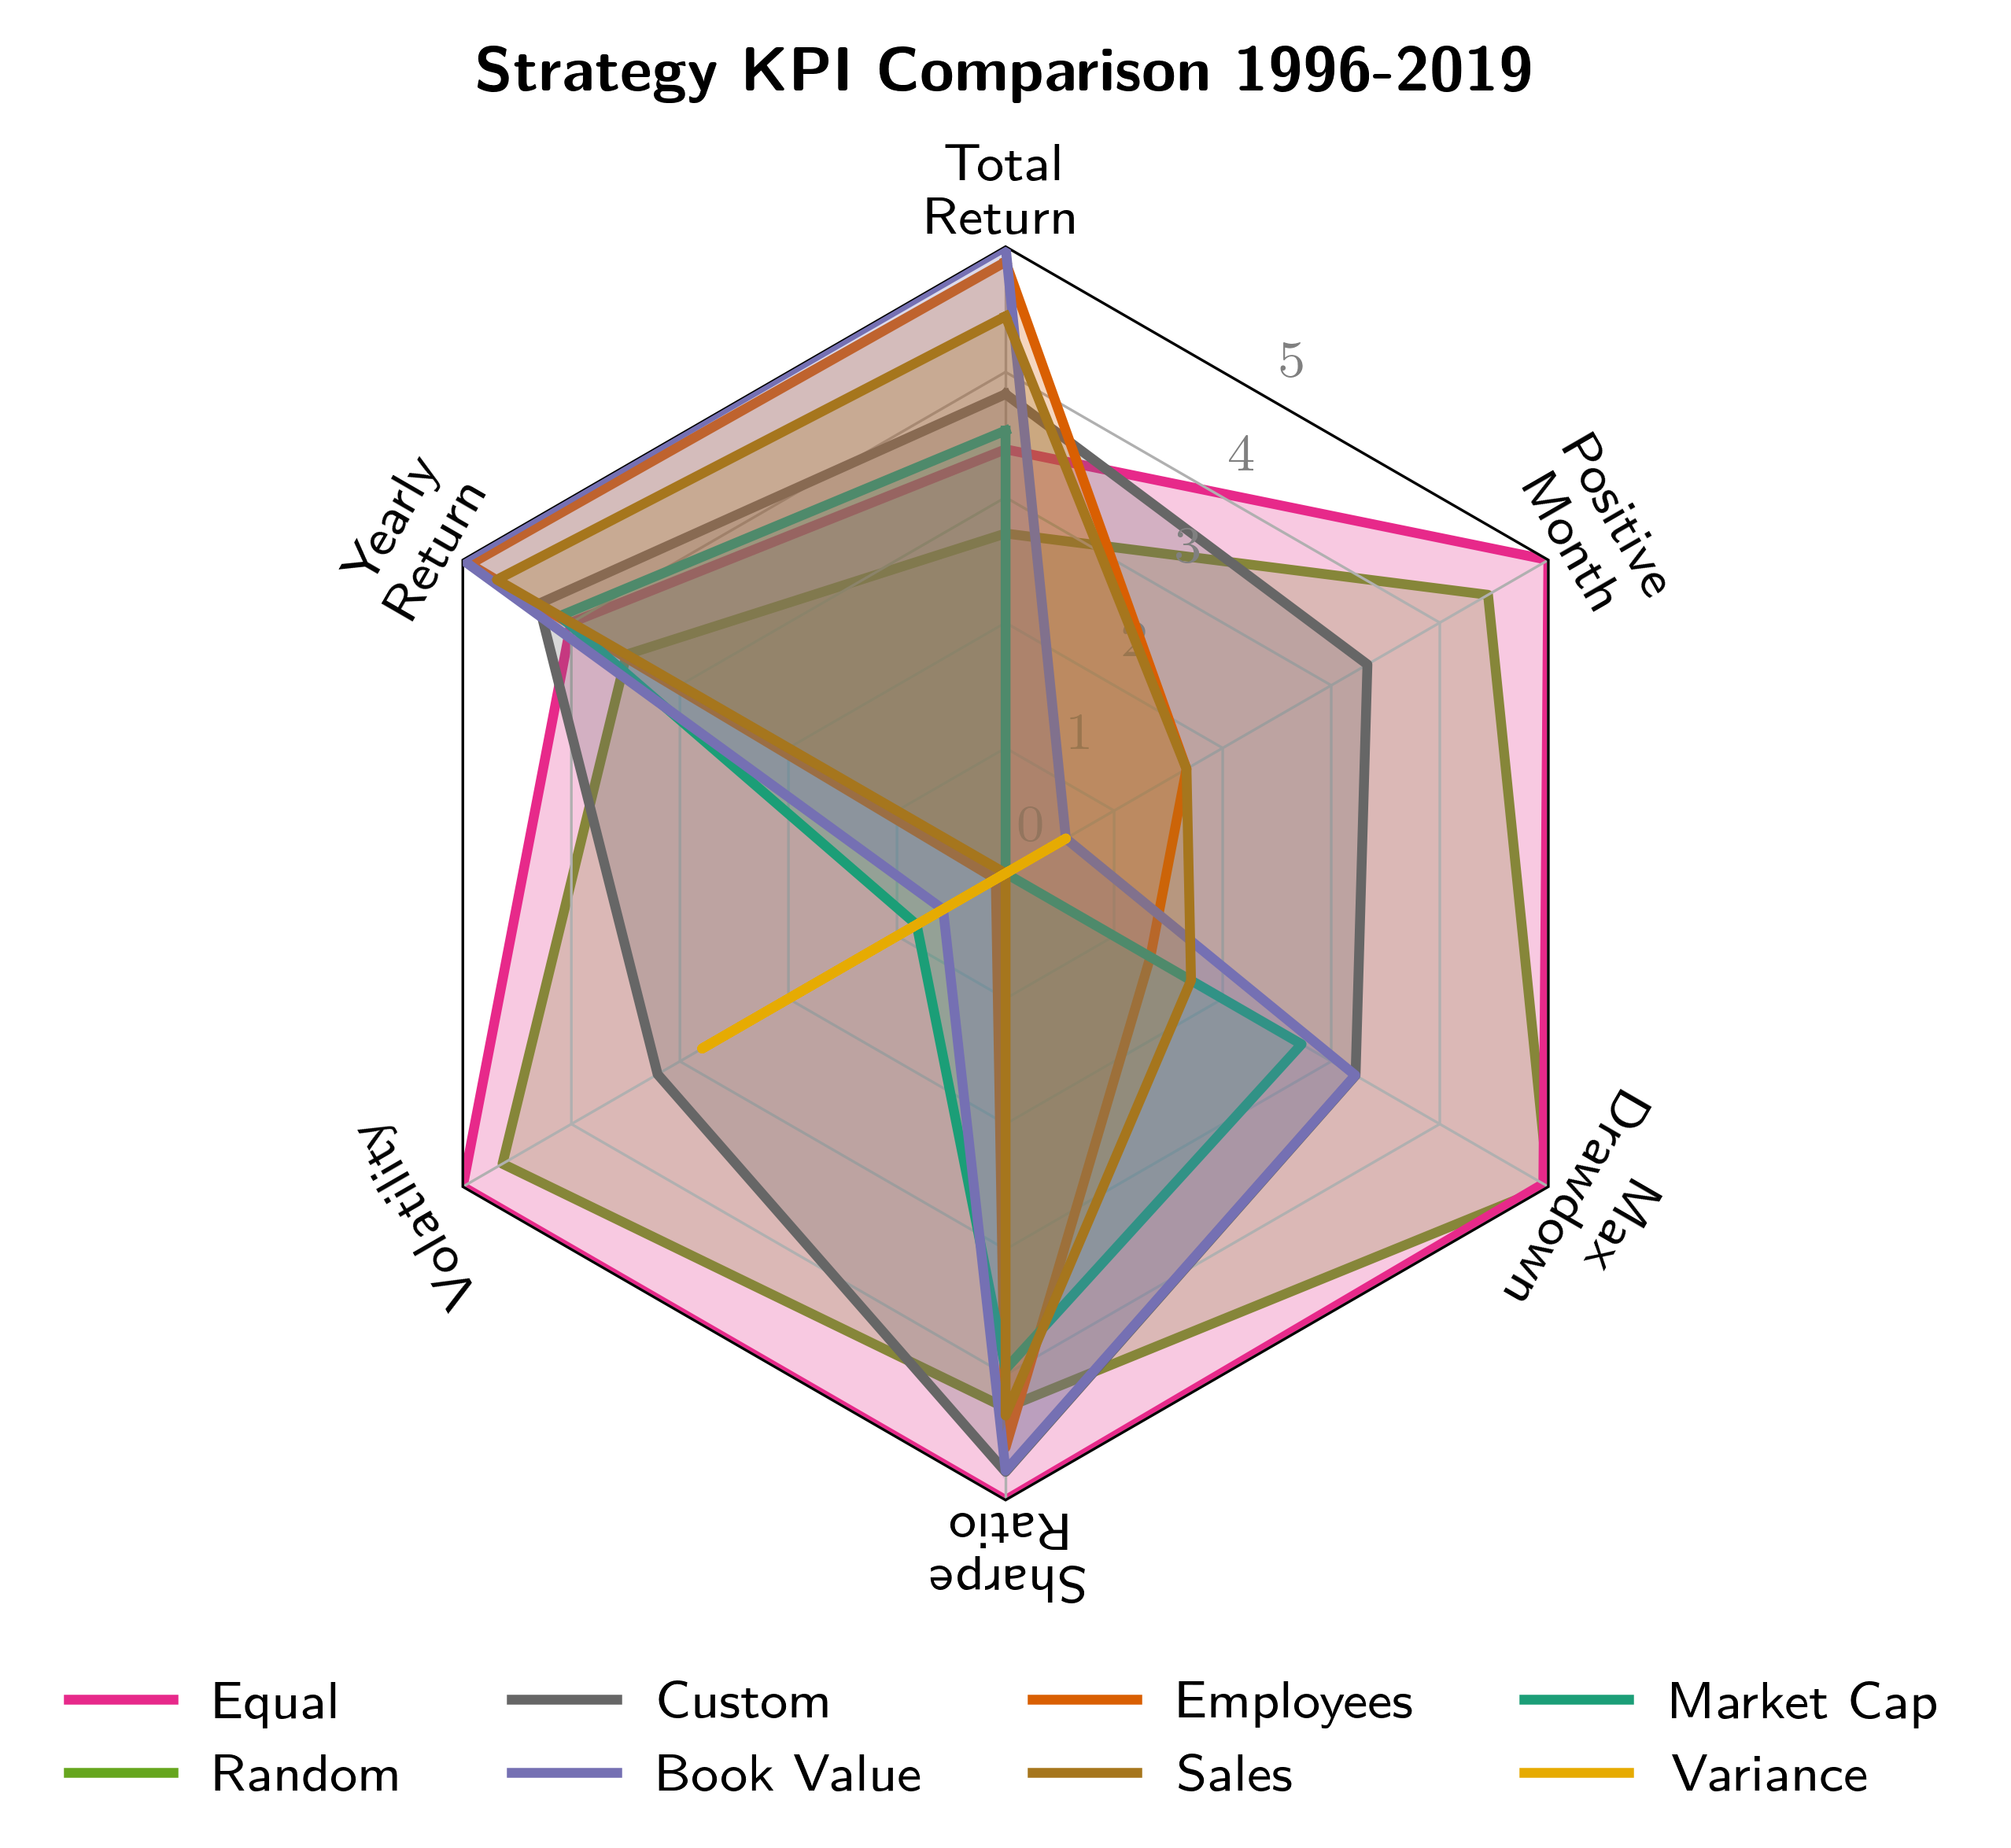 Strategy KPI Comparison 1996-2019
Total
Return
Positive
Month
Max
Drawdown
Sharpe
Ratio
Volatility
Yearly
Return
5
4
3
2
1
0
Equal
Custom
Employees
Market Cap
Random
Book Value
Sales
Variance